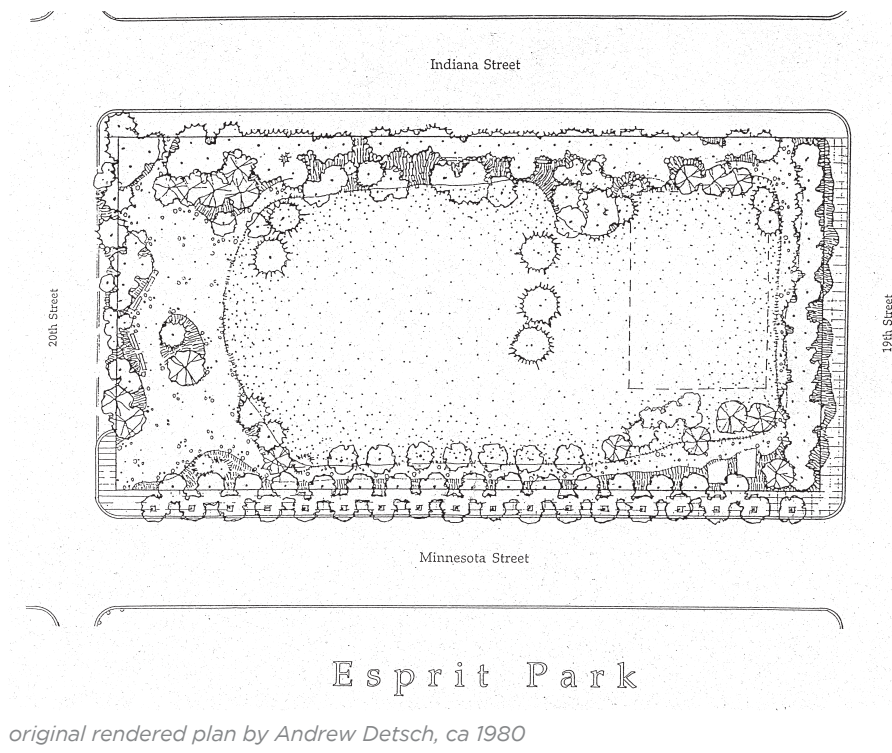 Indiana Street
20th Street
19th Street
Minnesota Street
Esprit Park
original rendered plan by Andrew Detsch, ca 1980